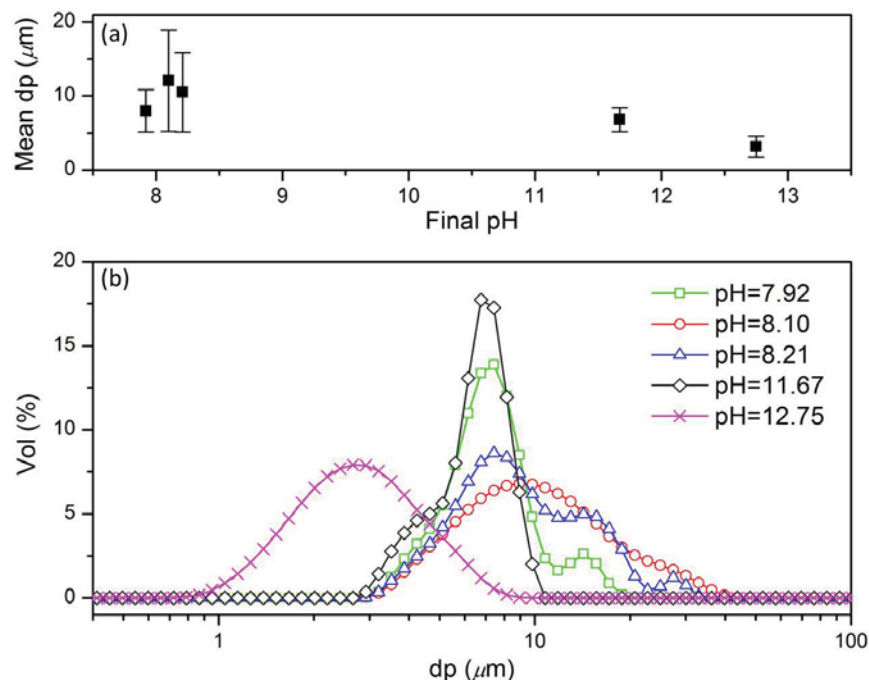 (a)
Mean dp (μm)
20
10
0
8
9
10
11
12
13
Final pH
(b)
Vol (%)
20
15
10
5
0
pH=7.92
pH=8.10
pH=8.21
pH=11.67
pH=12.75
1
10
100
dp (μm)